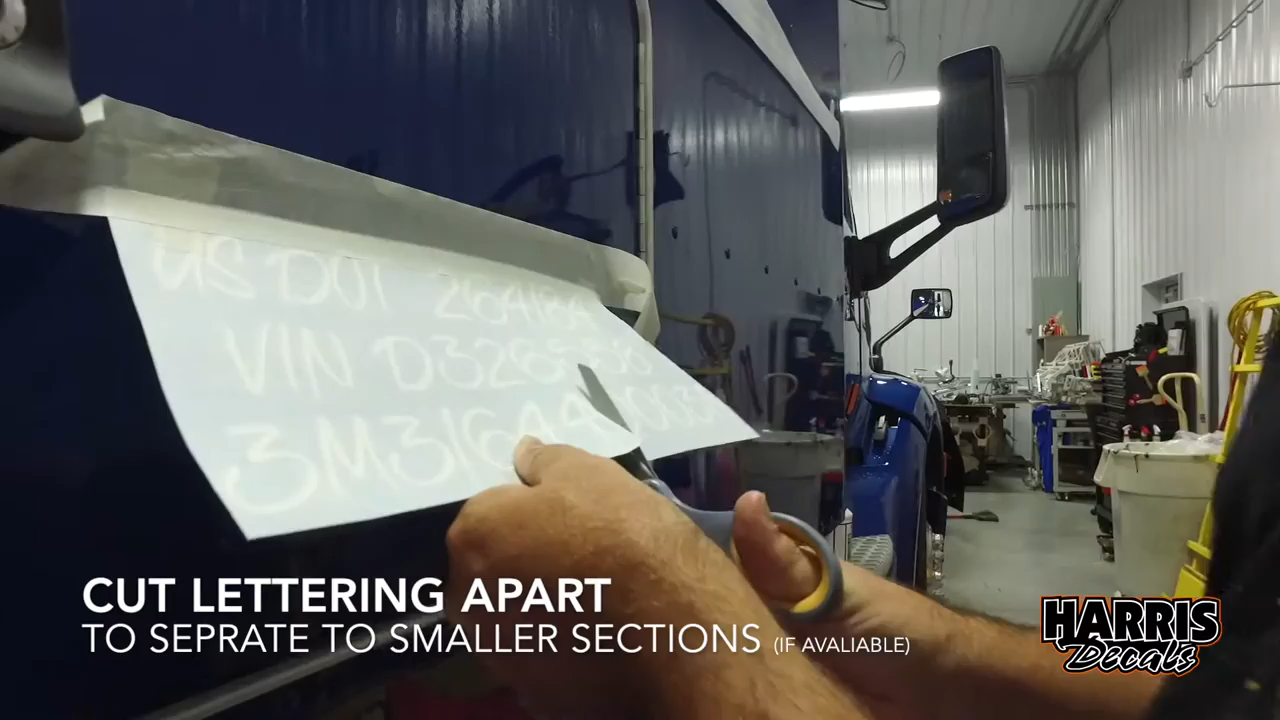 US DOT
VIN
CUT LETTERING APART
TO SEPRATE TO SMALLER SECTIONS (IF AVALIABLE)
HARRIS
Decals